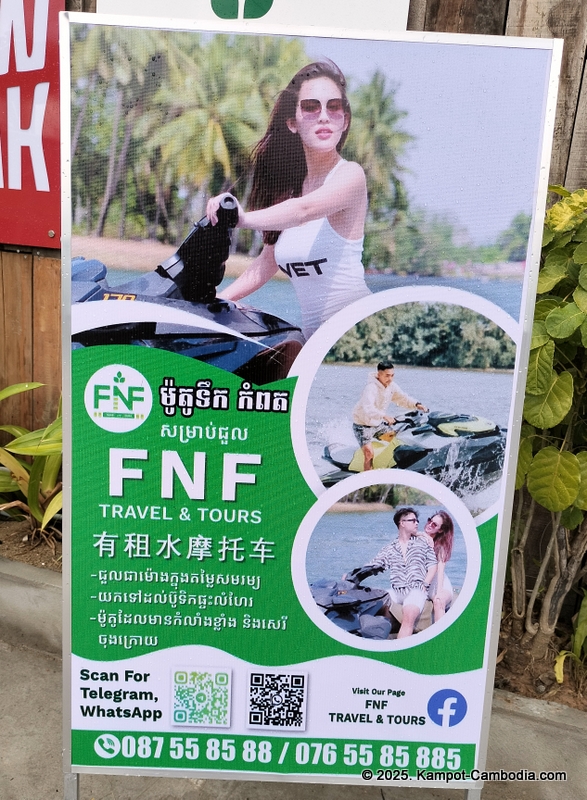 W
AK
VET
170
FNF
ម៉ូតូទឹក កំពត
សម្រាប់ជួល
FNF
TRAVEL & TOURS
有租水摩托车
-ជួលជាម៉ោងក្នុងតម្លៃសមរម្យ
-យកទៅដល់ប៊ូទិកផ្ទះលំហែរ
-ម៉ូតូដែលមានកំលាំងខ្លាំង និងសេរី
ចុងក្រោយ
Scan For
Telegram,
WhatsApp
Visit Our Page
FNF
TRAVEL & TOURS
087 55 85 88 / 076 55 85 885
© 2025. Kampot-Cambodia.com